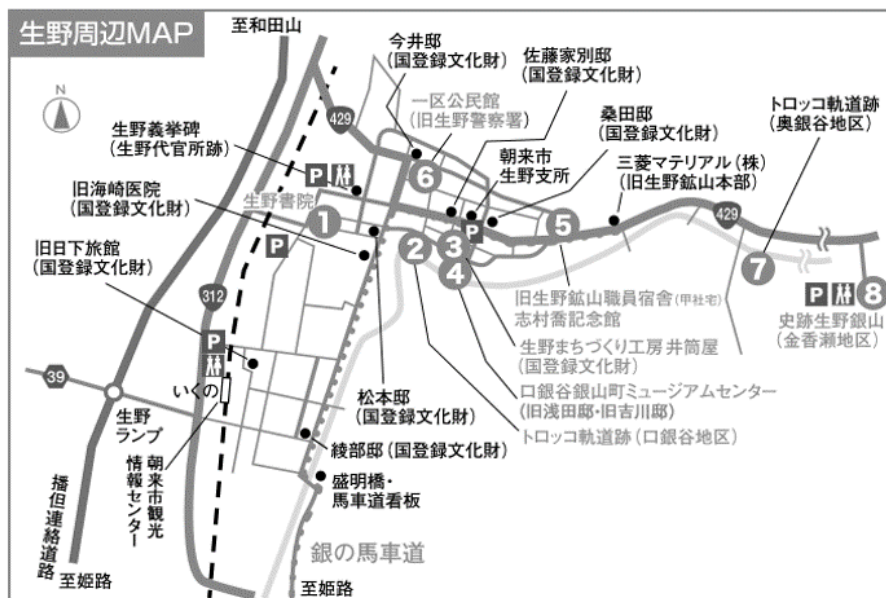 生野周辺MAP
至和田山
N
今井邸
(国登録文化財)
佐藤家別邸
(国登録文化財)
一区公民館
(旧生野警察署)
桑田邸
(国登録文化財)
トロッコ軌道跡
(奥銀谷地区)
429
生野義挙碑
(生野代官所跡)
朝来市
生野支所
三菱マテリアル(株)
(旧生野鉱山本部)
P
6
旧海崎医院
(国登録文化財)
生野書院
1
P
2
3
P
4
5
429
7
P
8
旧日下旅館
(国登録文化財)
312
旧生野鉱山職員宿舎(甲社宅)
志村喬記念館
史跡生野銀山
(金香瀬地区)
生野まちづくり工房井筒屋
(国登録文化財)
P
39
いくの
松本邸
(国登録文化財)
口銀谷銀山町ミュージアムセンター
(旧浅田邸・旧吉川邸)
生野
ランプ
トロッコ軌道跡(口銀谷地区)
綾部邸(国登録文化財)
朝来市観光
情報センター
盛明橋・
馬車道看板
播但連絡道路
銀の馬車道
至姫路
至姫路